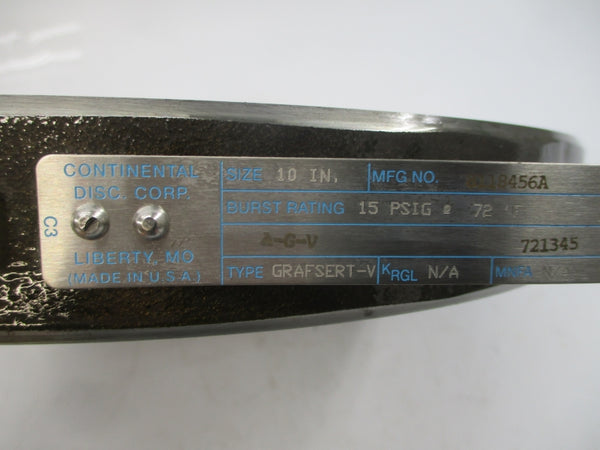 CONTINENTAL
DISC. CORP.
C3
LIBERTY, MO
(MADE IN U.S.A.)
SIZE 10 IN. MFG NO.
BURST RATING 15 PSIG @ 72 °F
A-G-V 721345
TYPE GRAFSERT-V KRGL N/A MNFA